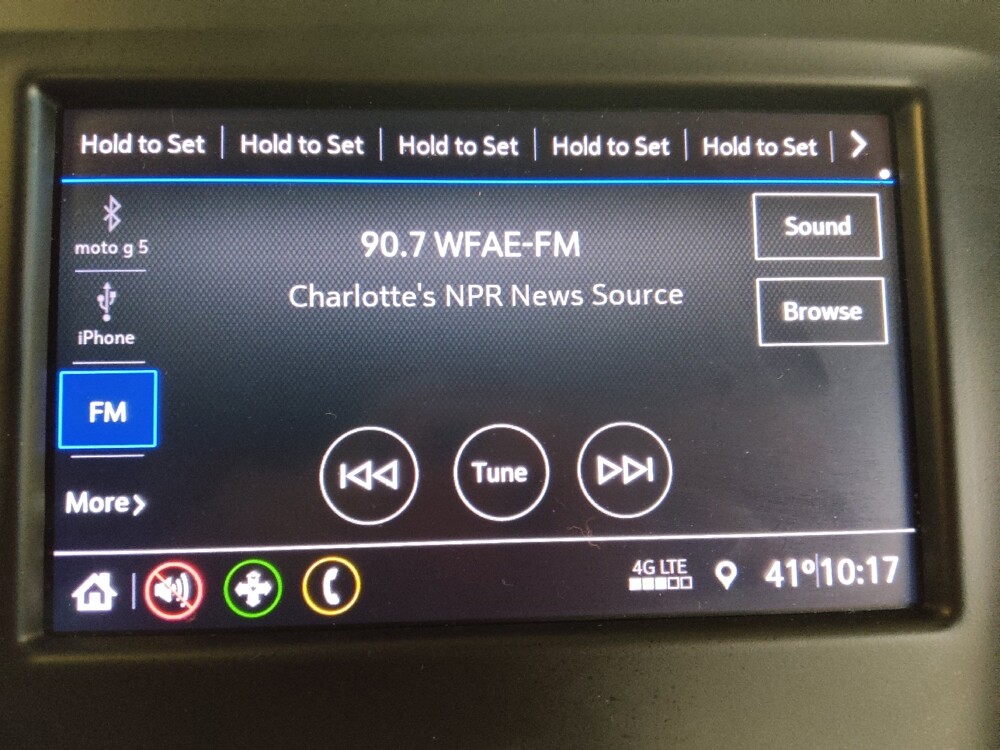 Hold to Set Hold to Set Hold to Set Hold to Set Hold to Set
moto g 5
iPhone
FM
More
90.7 WFAE-FM
Charlotte's NPR News Source
Sound
Browse
Tune
4G LTE
41° 10:17